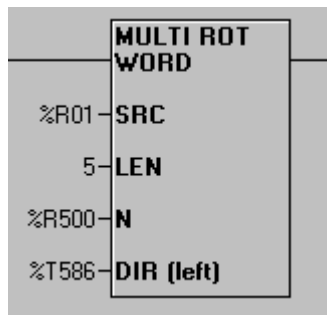 MULTI ROT
WORD
%R01 SRC
5 LEN
%R500 N
%T586 DIR (left)